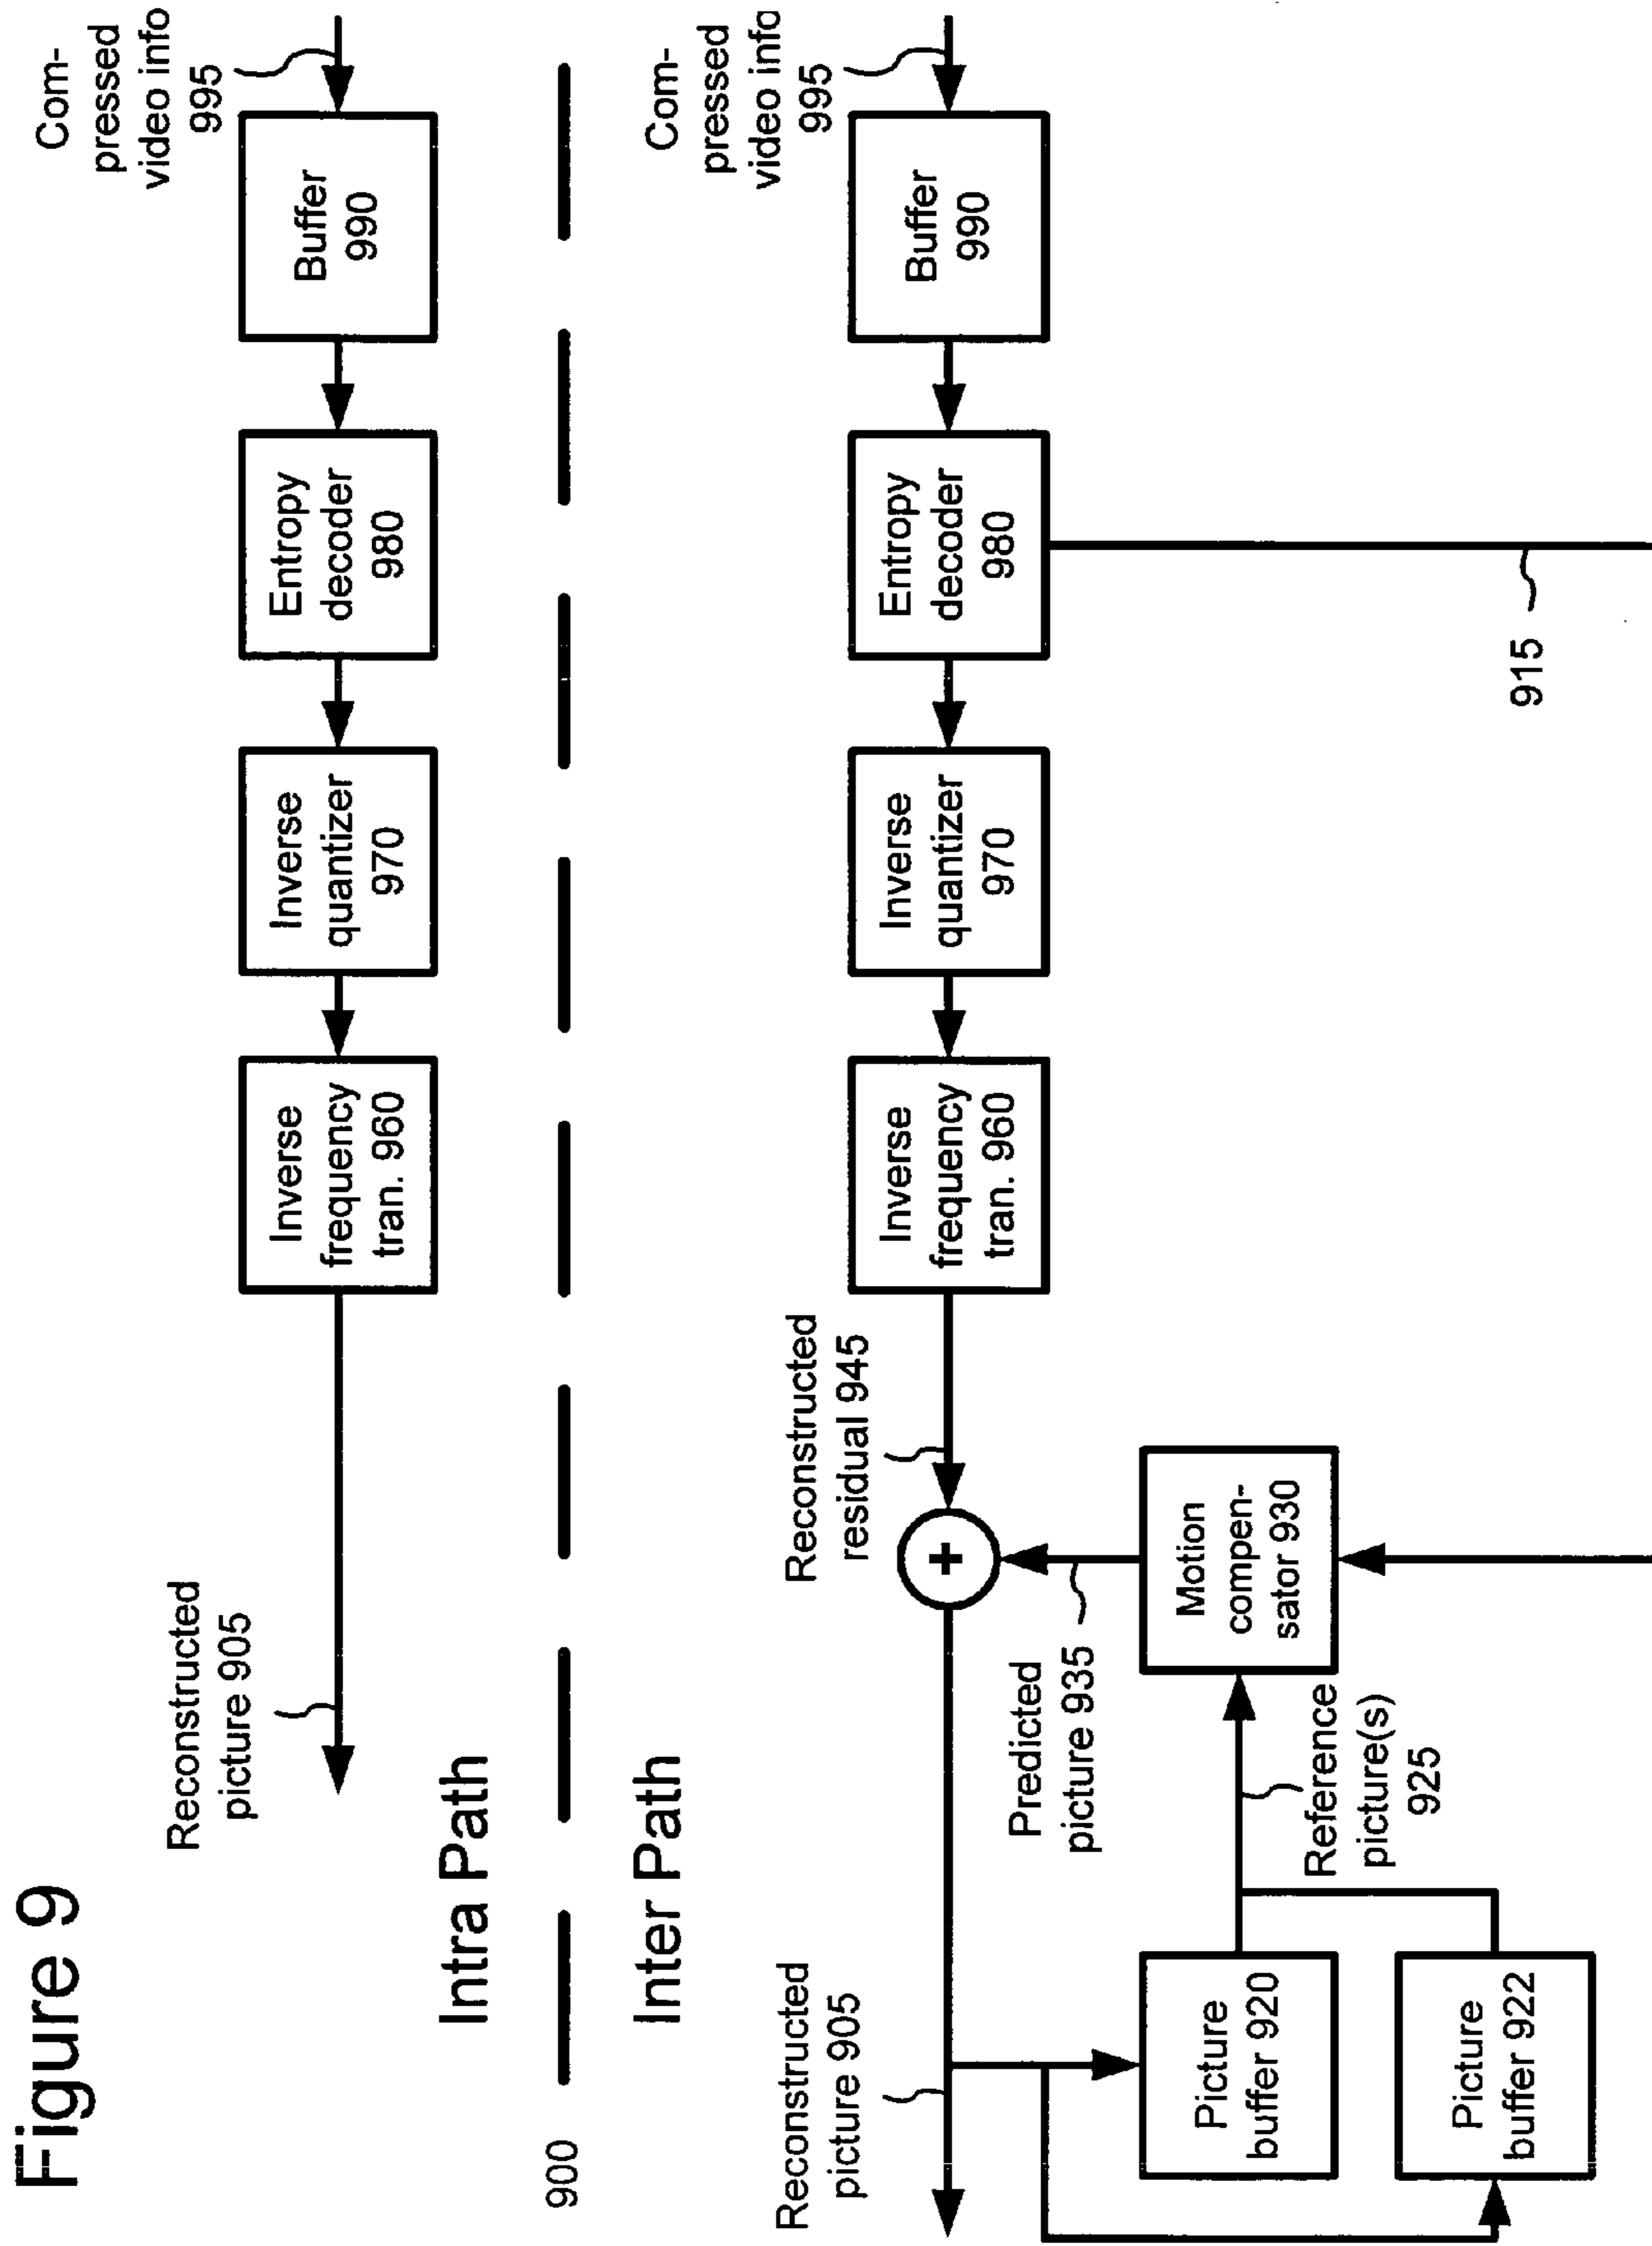 Figure 9
Reconstructed
picture 905
Inverse
frequency
tran. 960
Inverse
quantizer
970
Entropy
decoder
980
Buffer
990
Com-
pressed
video info
995
Intra Path
900
Inter Path
Reconstructed
picture 905
Reconstructed
residual 945
Inverse
frequency
tran. 960
Inverse
quantizer
970
Entropy
decoder
980
Buffer
990
Com-
pressed
video info
995
+
Predicted
picture 935
Motion
compen-
sator 930
Reference
picture(s)
925
Picture
buffer 920
Picture
buffer 922
915